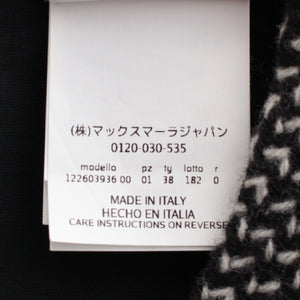 (株)マックスマーラジャパン
0120-030-535
modello pz ty lotto r
122603936 00 01 38 182 0
MADE IN ITALY
HECHO EN ITALIA
CARE INSTRUCTIONS ON REVERSE